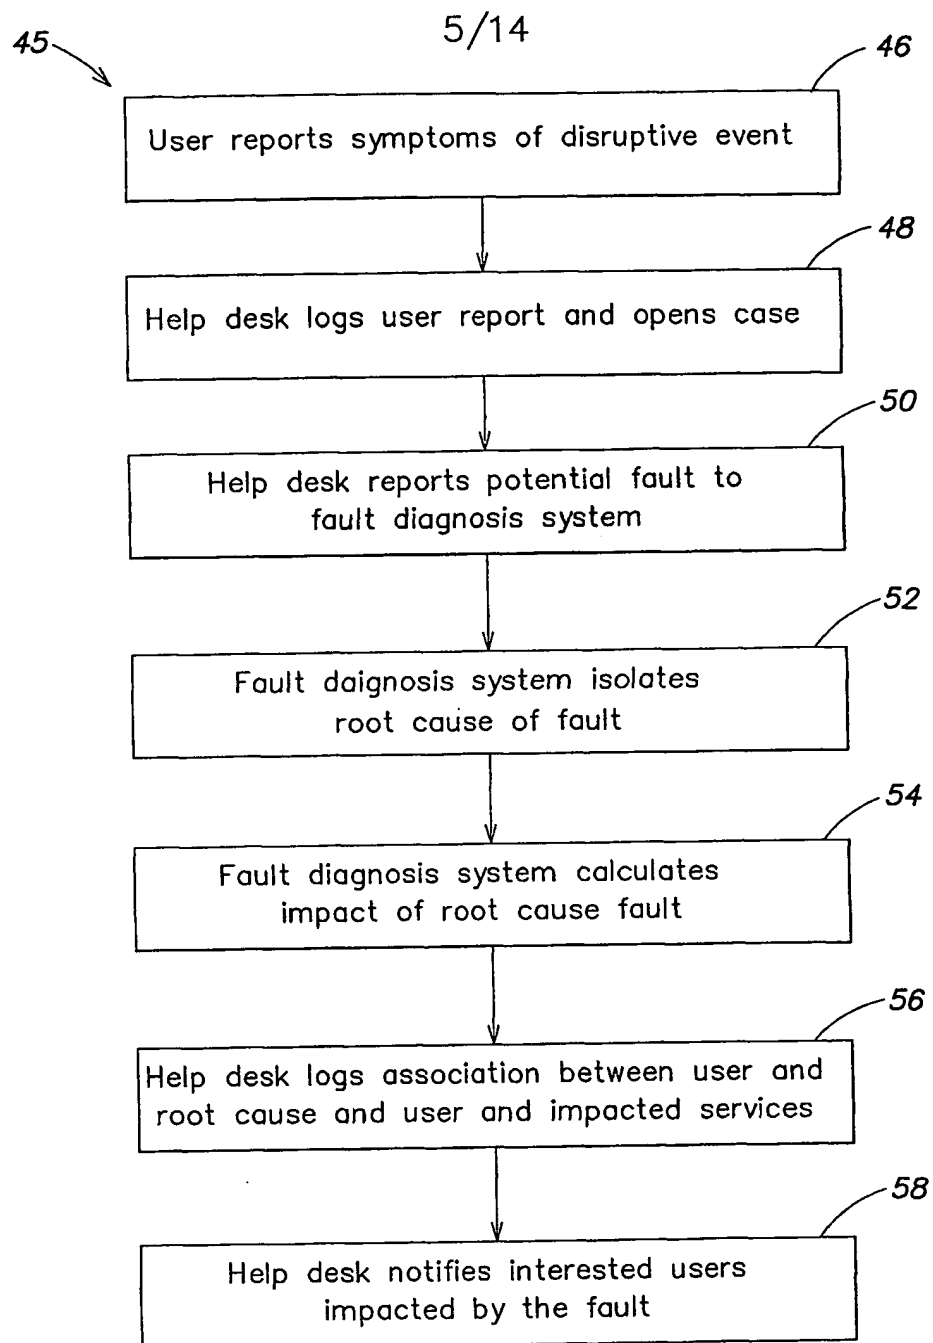 5/14
45
46
User reports symptoms of disruptive event
48
Help desk logs user report and opens case
50
Help desk reports potential fault to
fault diagnosis system
52
Fault daignosis system isolates
root cause of fault
54
Fault diagnosis system calculates
impact of root cause fault
56
Help desk logs association between user and
root cause and user and impacted services
58
Help desk notifies interested users
impacted by the fault